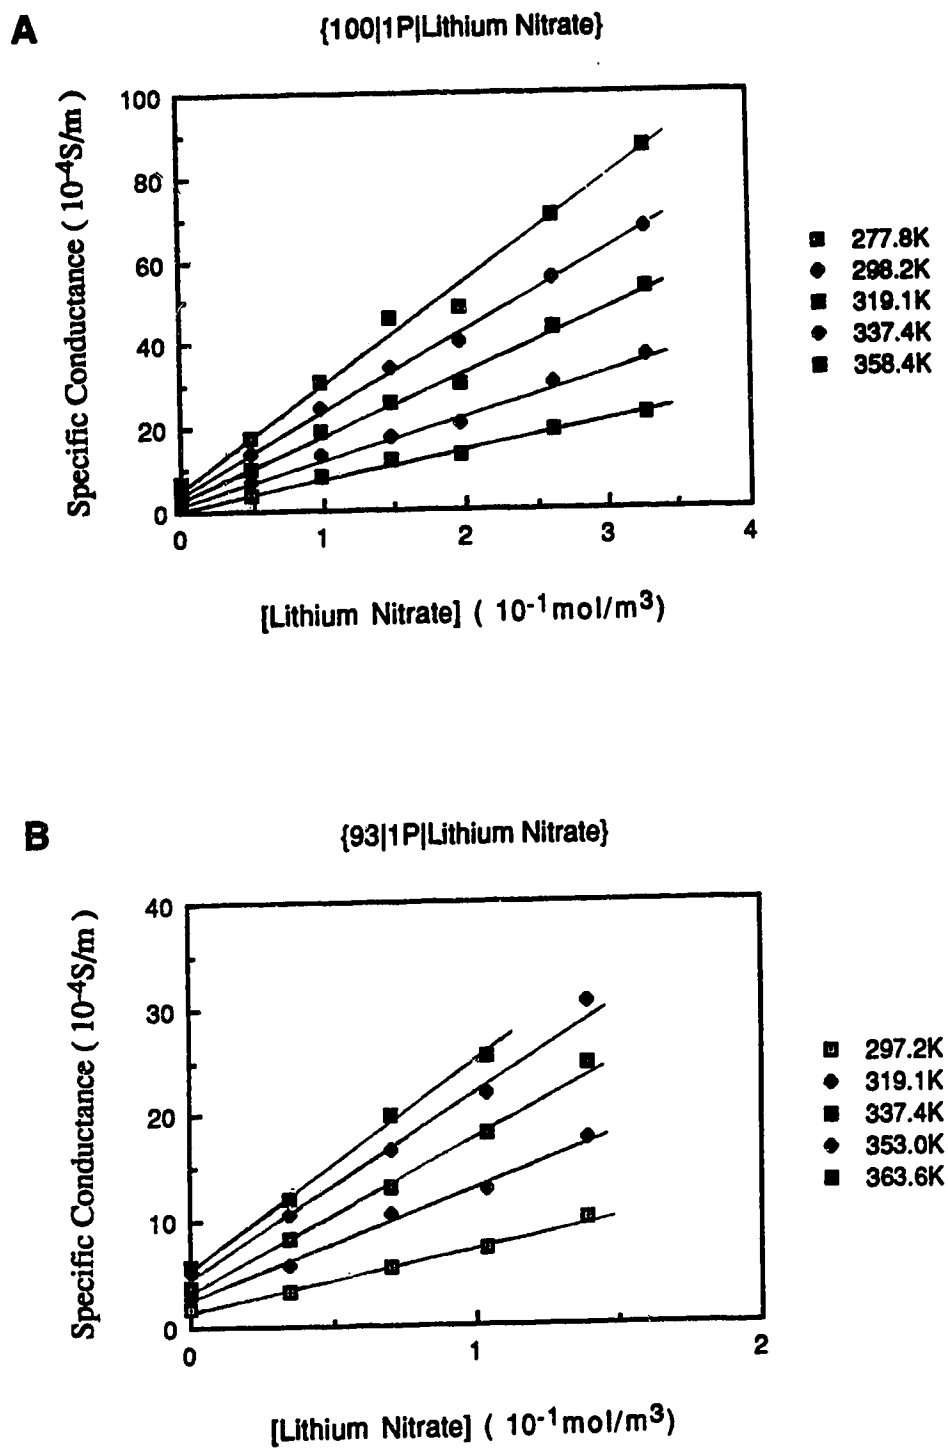 A
{100|1P|Lithium Nitrate}
Specific Conductance ( 10-4S/m )
100
80
60
40
20
0
0 1 2 3 4
277.8K
298.2K
319.1K
337.4K
358.4K
[Lithium Nitrate] ( 10-1mol/m3)
B
{93|1P|Lithium Nitrate}
Specific Conductance ( 10-4S/m )
40
30
20
10
0
0 1 2
297.2K
319.1K
337.4K
353.0K
363.6K
[Lithium Nitrate] ( 10-1mol/m3)